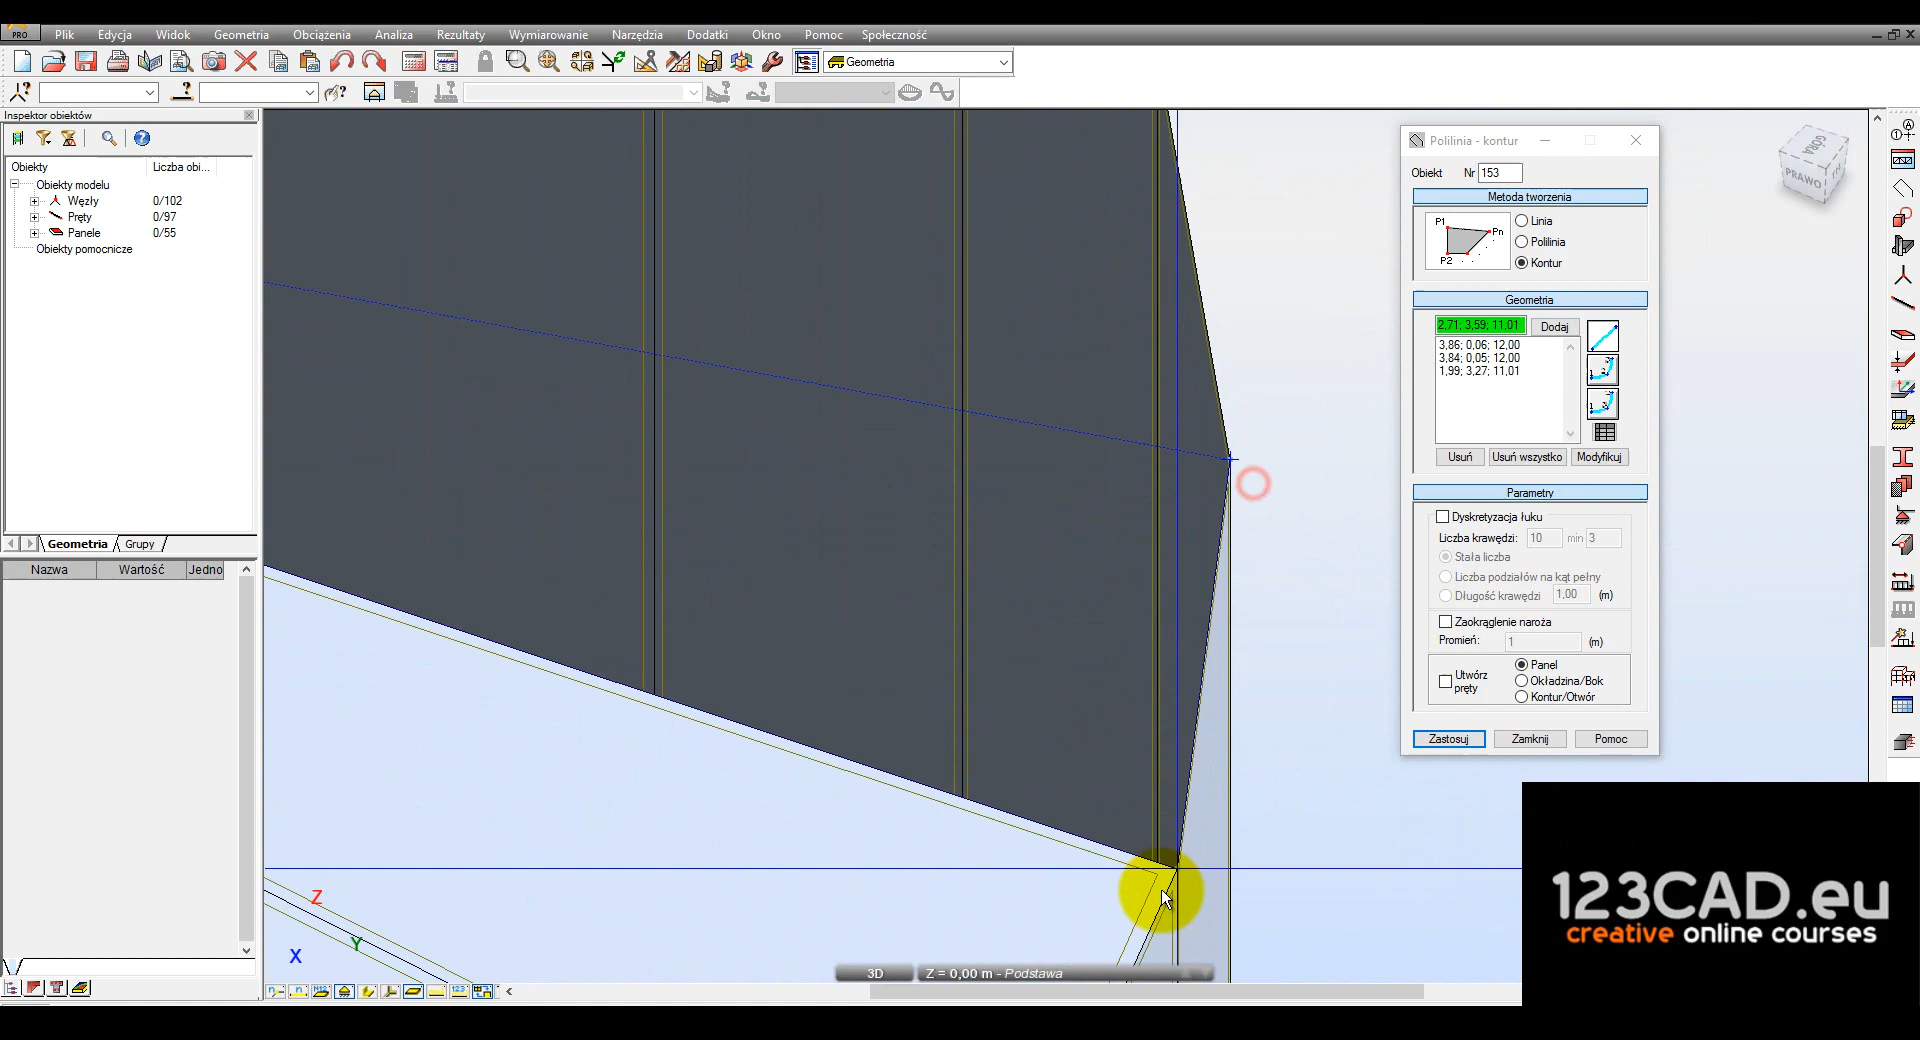 PRO Plik Edycja Widok Geometria Obciążenia Analiza Rezultaty Wymiarowanie Narzędzia Dodatki Okno Pomoc Społeczność
Geometria
Inspektor obiektów
Obiekty Liczba obi...
Obiekty modelu
Węzły 0/102
Pręty 0/97
Panele 0/55
Obiekty pomocnicze
Geometria Grupy
Nazwa Wartość Jedno
Z
Y
X
3D Z = 0,00 m - Podstawa
GÓRA
PRAWO
Polilinia - kontur
Obiekt Nr 153
Metoda tworzenia
P1 Pn P2
Linia
Polilinia
Kontur
Geometria
2,71; 3,59; 11,01 Dodaj
3,86; 0,06; 12,00
3,84; 0,05; 12,00
1,99; 3,27; 11,01
Usuń Usuń wszystko Modyfikuj
Parametry
Dyskretyzacja łuku
Liczba krawędzi: 10 min 3
Stała liczba
Liczba podziałów na kąt pełny
Długość krawędzi 1,00 (m)
Zaokrąglenie naroża
Promień: 1 (m)
Utwórz pręty
Panel
Okładzina/Bok
Kontur/Otwór
Zastosuj Zamknij Pomoc
123CAD.eu
creative online courses